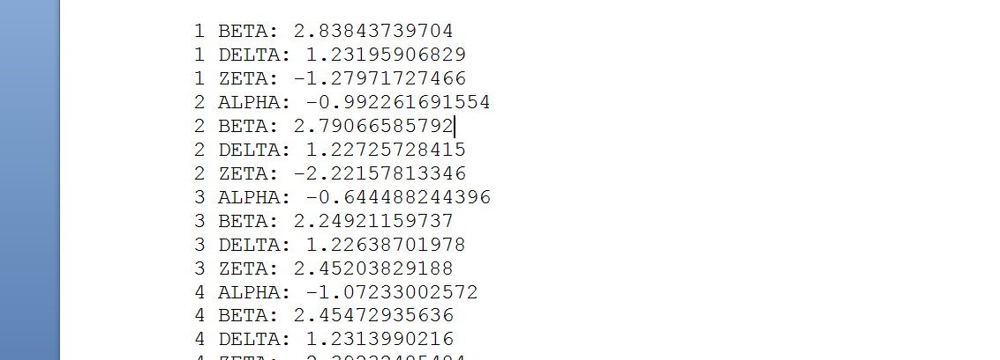 1 BETA: 2.83843739704
1 DELTA: 1.23195906829
1 ZETA: -1.27971727466
2 ALPHA: -0.992261691554
2 BETA: 2.79066585792
2 DELTA: 1.22725728415
2 ZETA: -2.22157813346
3 ALPHA: -0.644488244396
3 BETA: 2.24921159737
3 DELTA: 1.22638701978
3 ZETA: 2.45203829188
4 ALPHA: -1.07233002572
4 BETA: 2.45472935636
4 DELTA: 1.2313990216
4 ZETA: